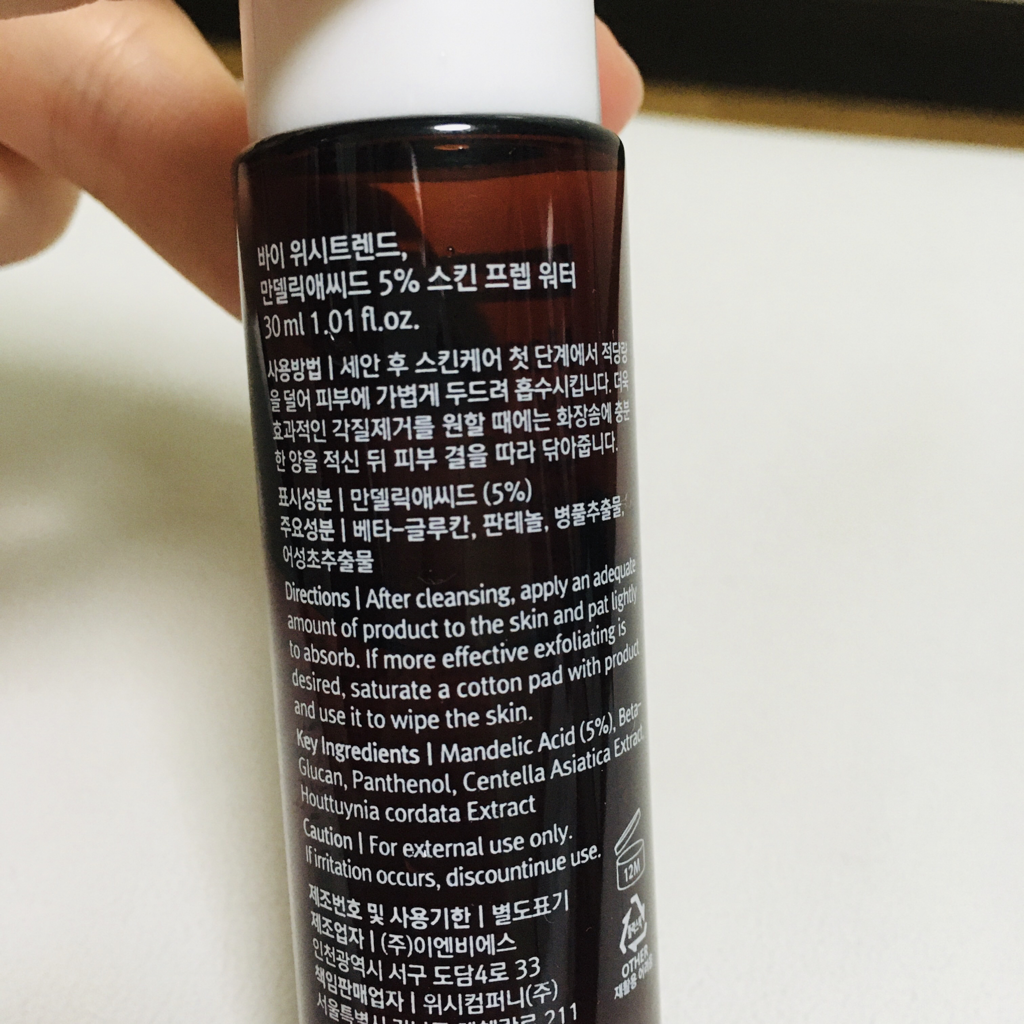 바이 위시트렌드,
만델릭애씨드 5% 스킨 프렙 워터
30 ml 1.01 fl.oz.
사용방법 | 세안 후 스킨케어 첫 단계에서 적당량
을 덜어 피부에 가볍게 두드려 흡수시킵니다. 더욱
효과적인 각질제거를 원할 때에는 화장솜에 충분
한 양을 적신 뒤 피부 결을 따라 닦아줍니다.
표시성분 | 만델릭애씨드 (5%)
주요성분 | 베타-글루칸, 판테놀, 병풀추출물,
어성초추출물
Directions | After cleansing, apply an adequate
amount of product to the skin and pat lightly
to absorb. If more effective exfoliating is
desired, saturate a cotton pad with product
and use it to wipe the skin.
Key Ingredients | Mandelic Acid (5%), Beta-
Glucan, Panthenol, Centella Asiatica Extract,
Houttuynia cordata Extract
Caution | For external use only.
If irritation occurs, discountinue use.
12M
제조번호 및 사용기한 | 별도표기
제조업자 | (주)이엔비에스
인천광역시 서구 도담4로 33
책임판매업자 | 위시컴퍼니(주)
서울특별시 211
OTHER
재활용